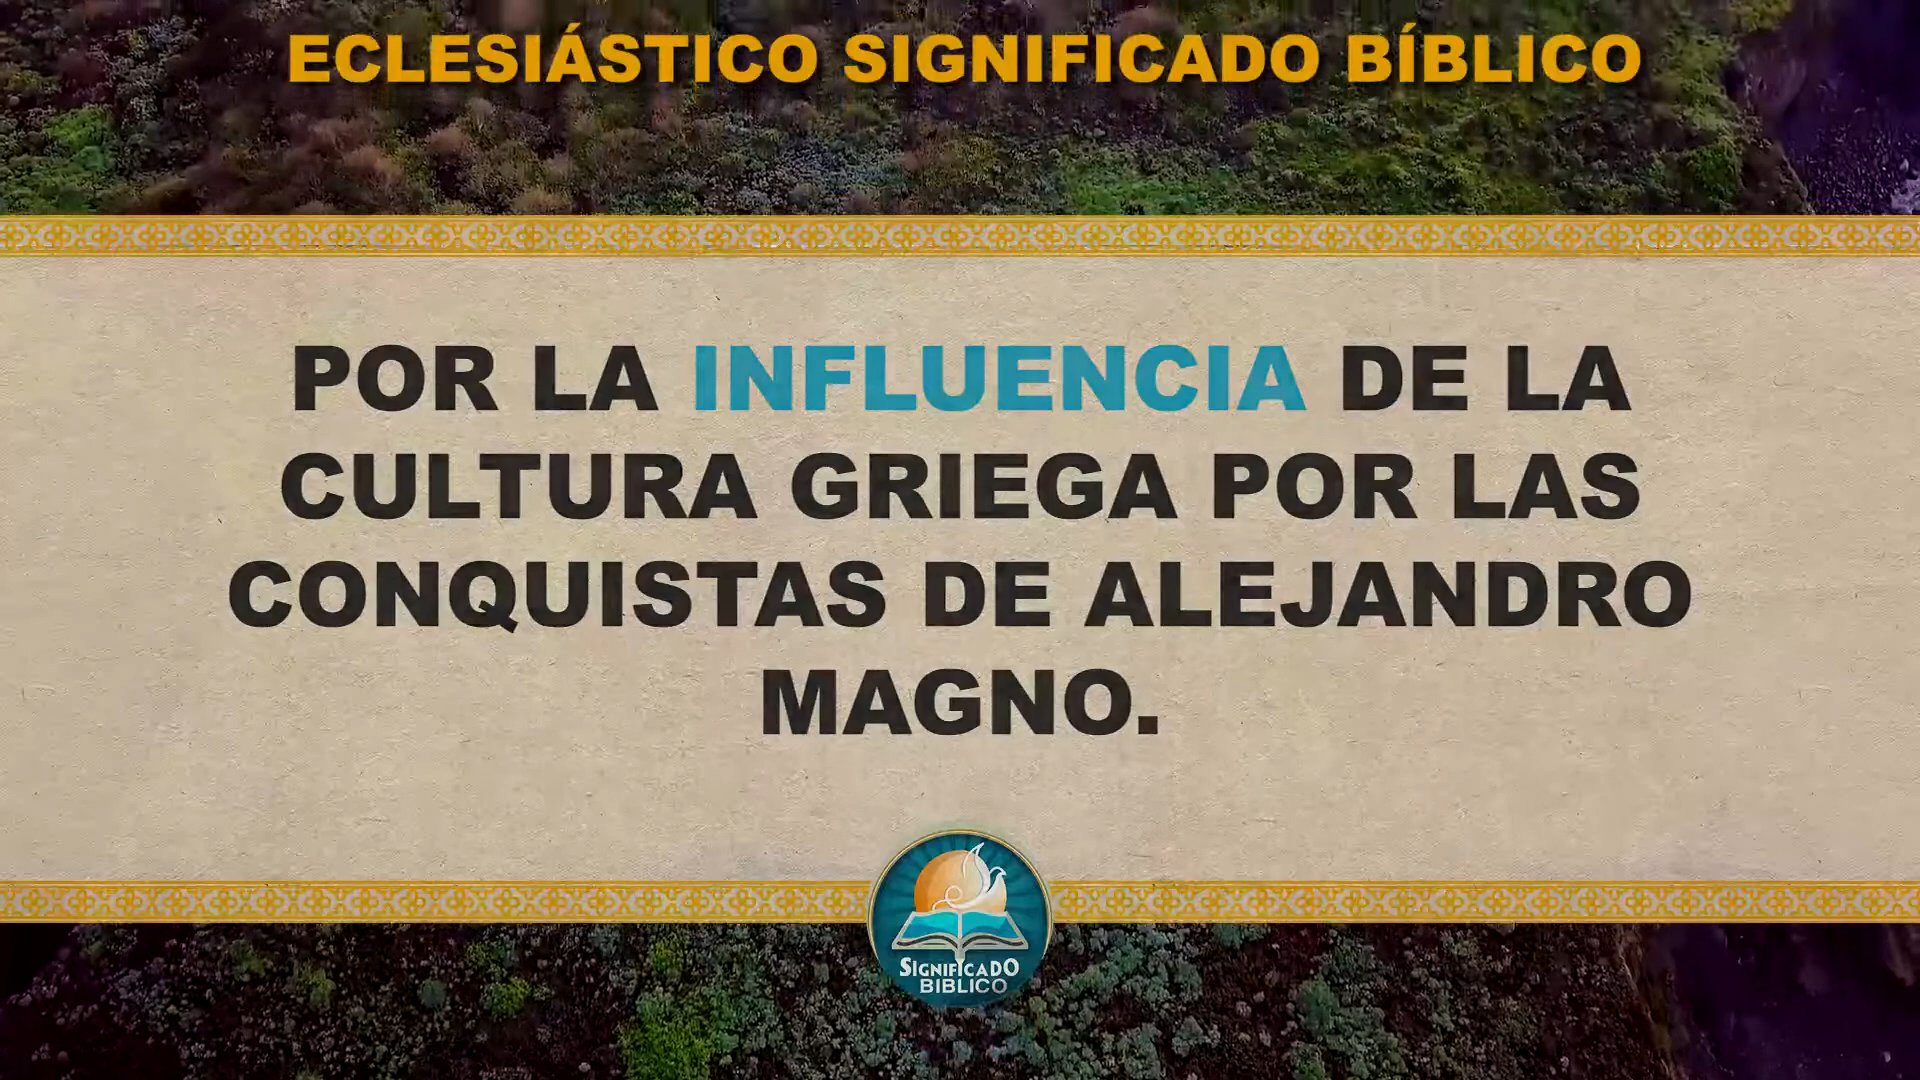 ECLESIÁSTICO SIGNIFICADO BÍBLICO
POR LA INFLUENCIA DE LA
CULTURA GRIEGA POR LAS
CONQUISTAS DE ALEJANDRO
MAGNO.
SIGNIFICADO
BIBLICO